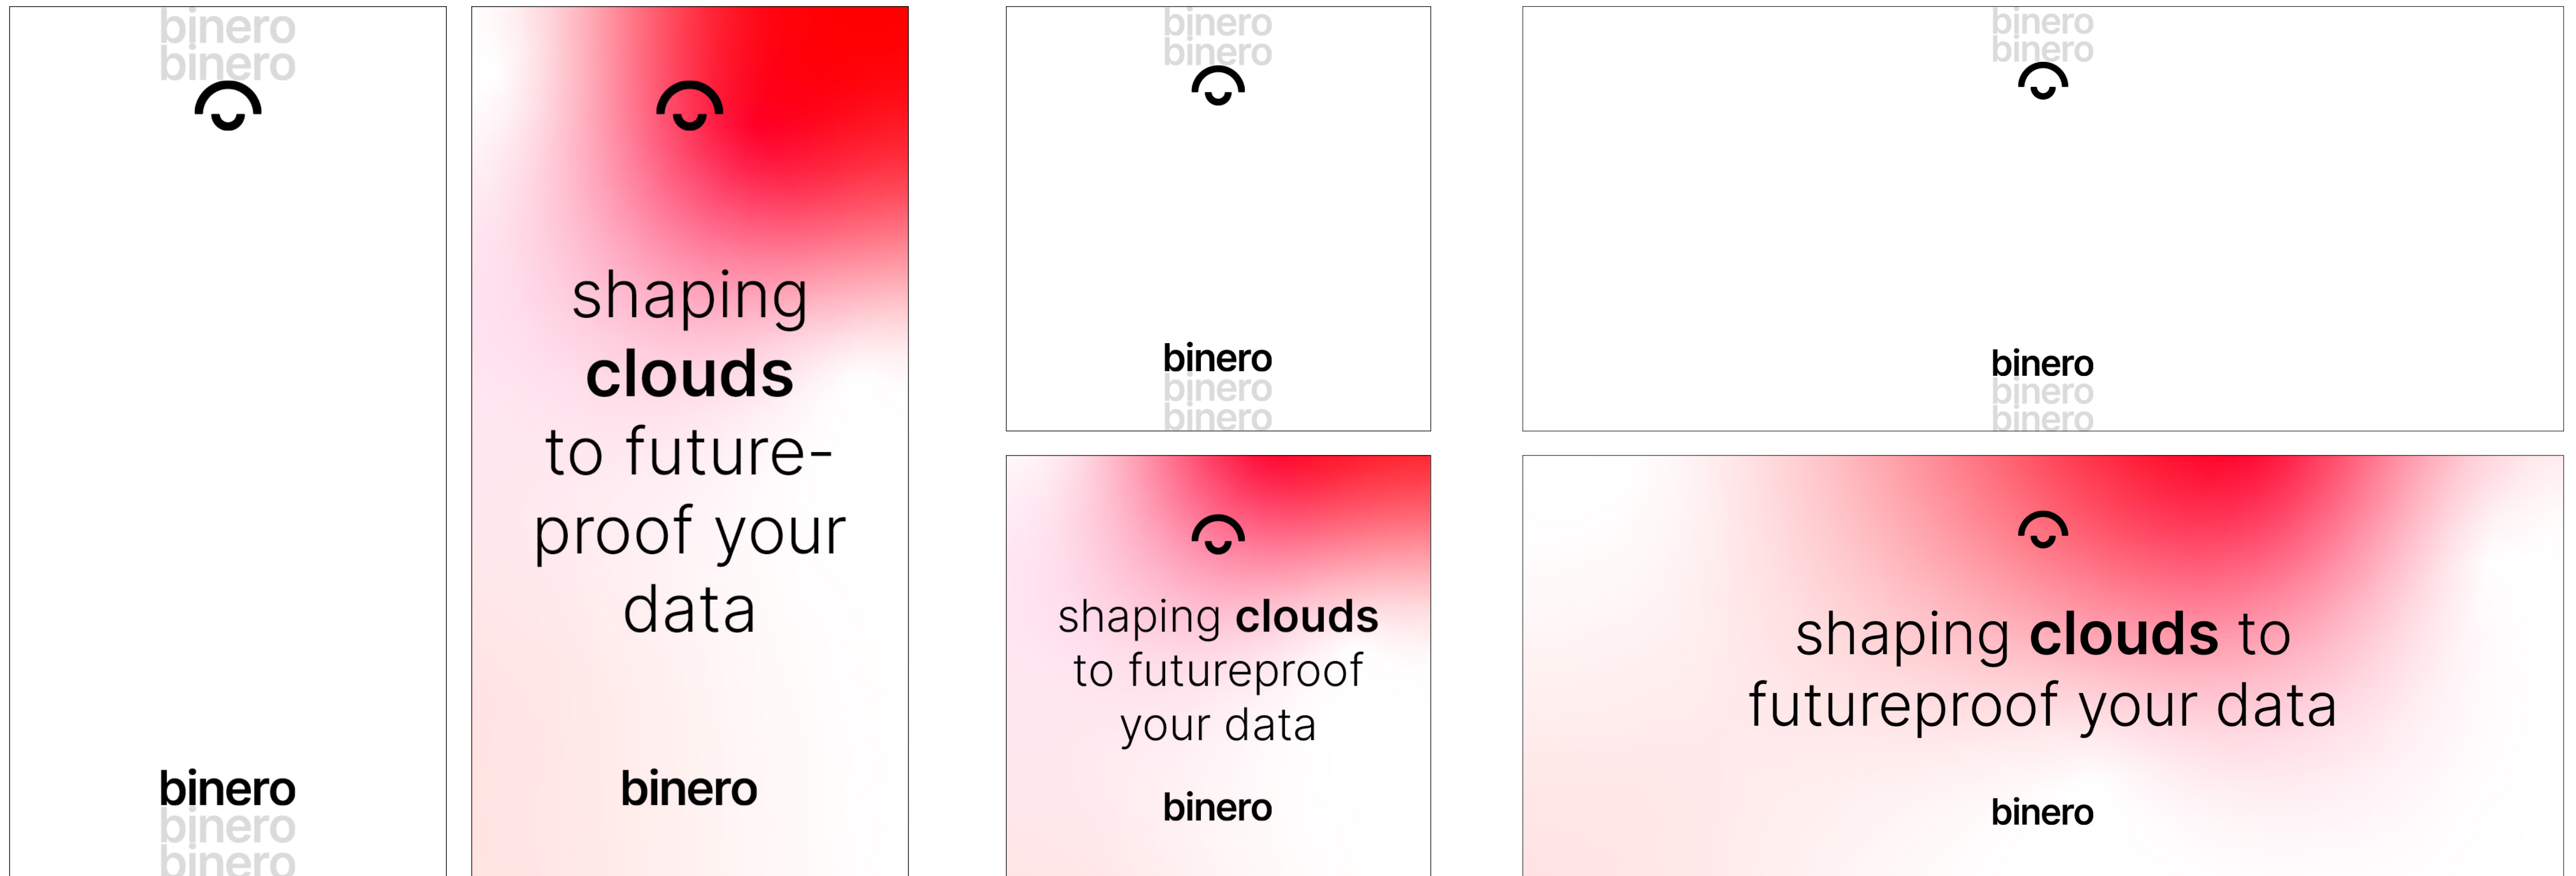 binero
binero
binero
binero
binero
shaping
clouds
to future-
proof your
data
binero
binero
binero
binero
binero
binero
shaping clouds
to futureproof
your data
binero
binero
binero
binero
binero
binero
shaping clouds to
futureproof your data
binero